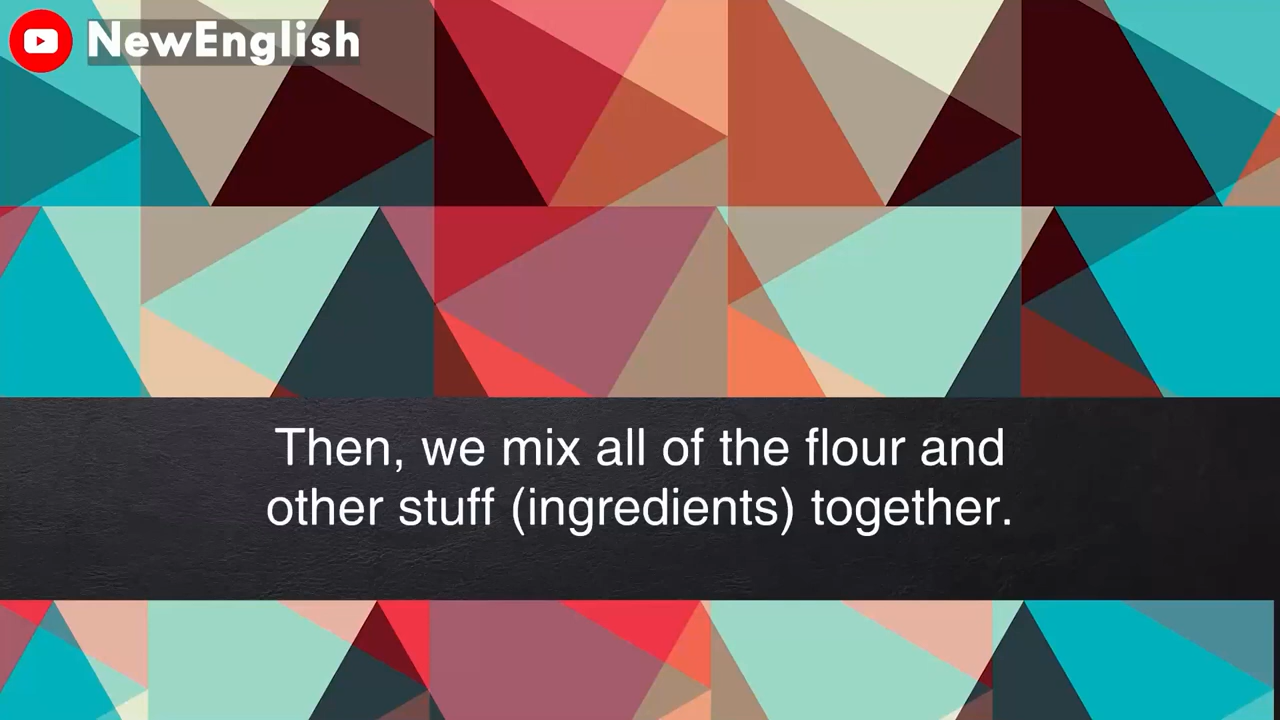 NewEnglish
Then, we mix all of the flour and
other stuff (ingredients) together.